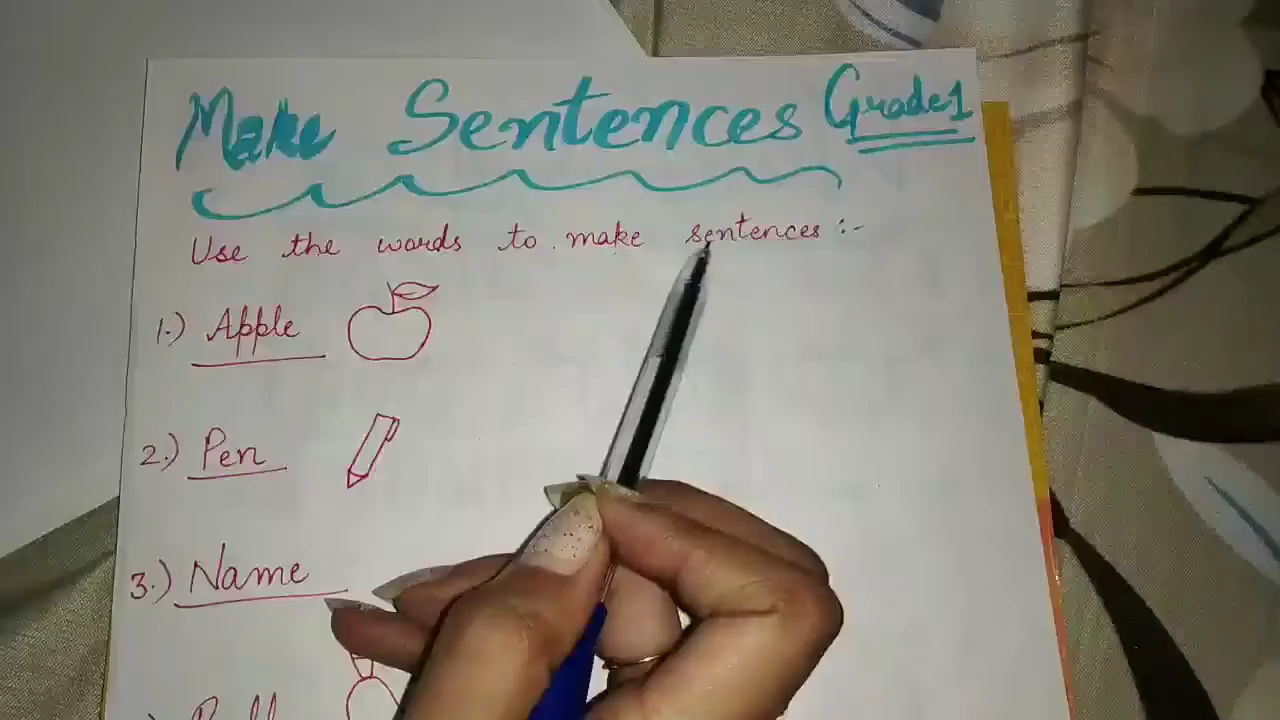 Make Sentences Grade1
Use the words to make sentences :-
1.) Apple
2.) Pen
3.) Name